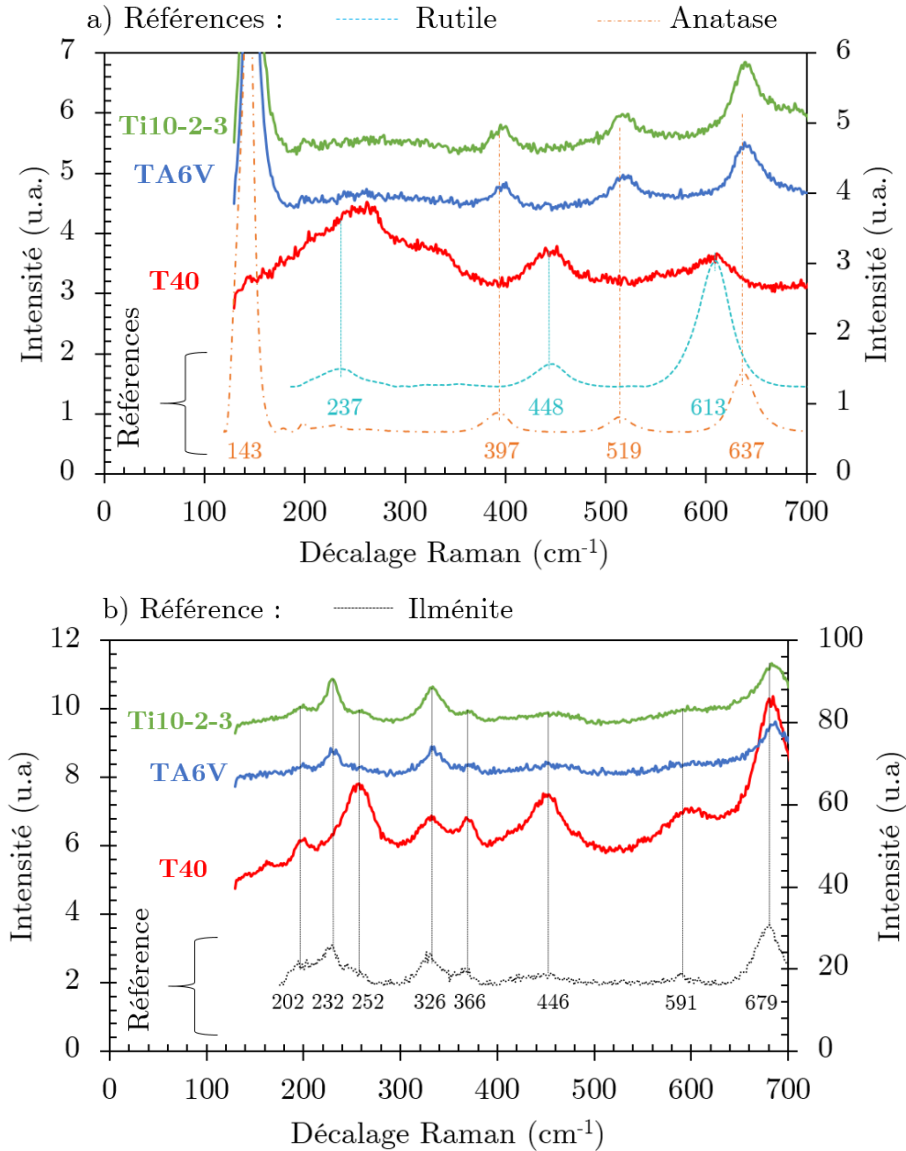 a) Références : Rutile Anatase
7 6
6 5
Ti10-2-3
5 4
TA6V
4 3
T40
3
2 2
1 237 448 613 1
143 397 519 637
0 0
Références
Intensité (u.a.)
Intensité (u.a.)
0 100 200 300 400 500 600 700
Décalage Raman (cm-1)
b) Référence : Ilménite
12 100
10 Ti10-2-3 80
TA6V
8
6 60
T40
4 40
2 20
202 232 252 326 366 446 591 679
0 0
Référence
Intensité (u.a)
Intensité (u.a)
0 100 200 300 400 500 600 700
Décalage Raman (cm-1)